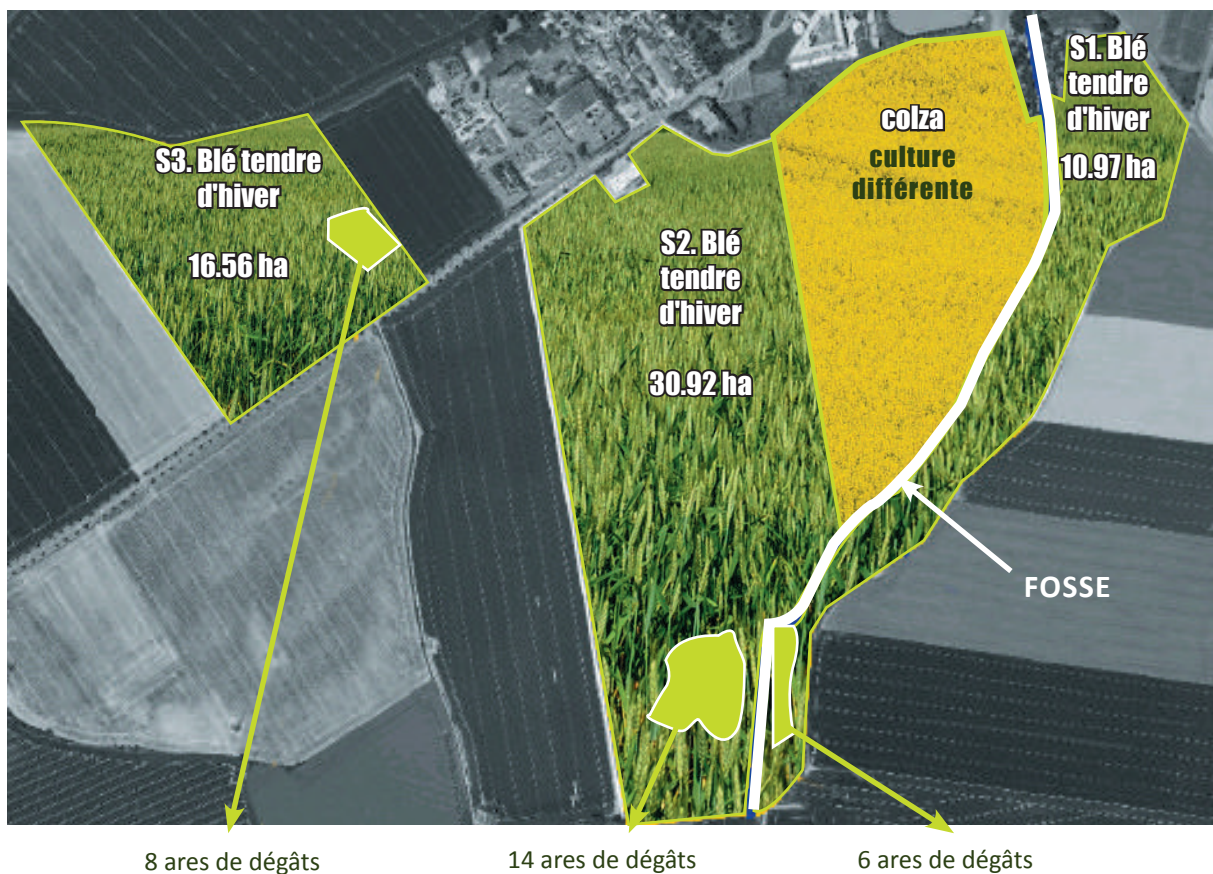 S1. Blé
tendre
d'hiver
10.97 ha
colza
culture
différente
S3. Blé tendre
d'hiver
16.56 ha
S2. Blé
tendre
d'hiver
30.92 ha
FOSSE
8 ares de dégâts
14 ares de dégâts
6 ares de dégâts